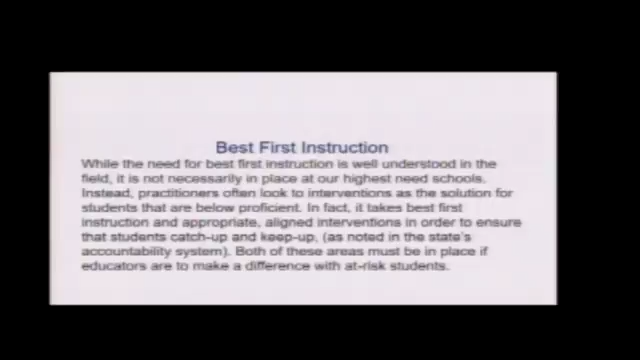 Best First Instruction
While the need for best first instruction is well understood in the
field, it is not necessarily in place at our highest need schools.
Instead, practitioners often look to interventions as the solution for
students that are below proficient. In fact, it takes best first
instruction and appropriate, aligned interventions in order to ensure
that students catch-up and keep-up, (as noted in the state's
accountability system). Both of these areas must be in place if
educators are to make a difference with at-risk students.